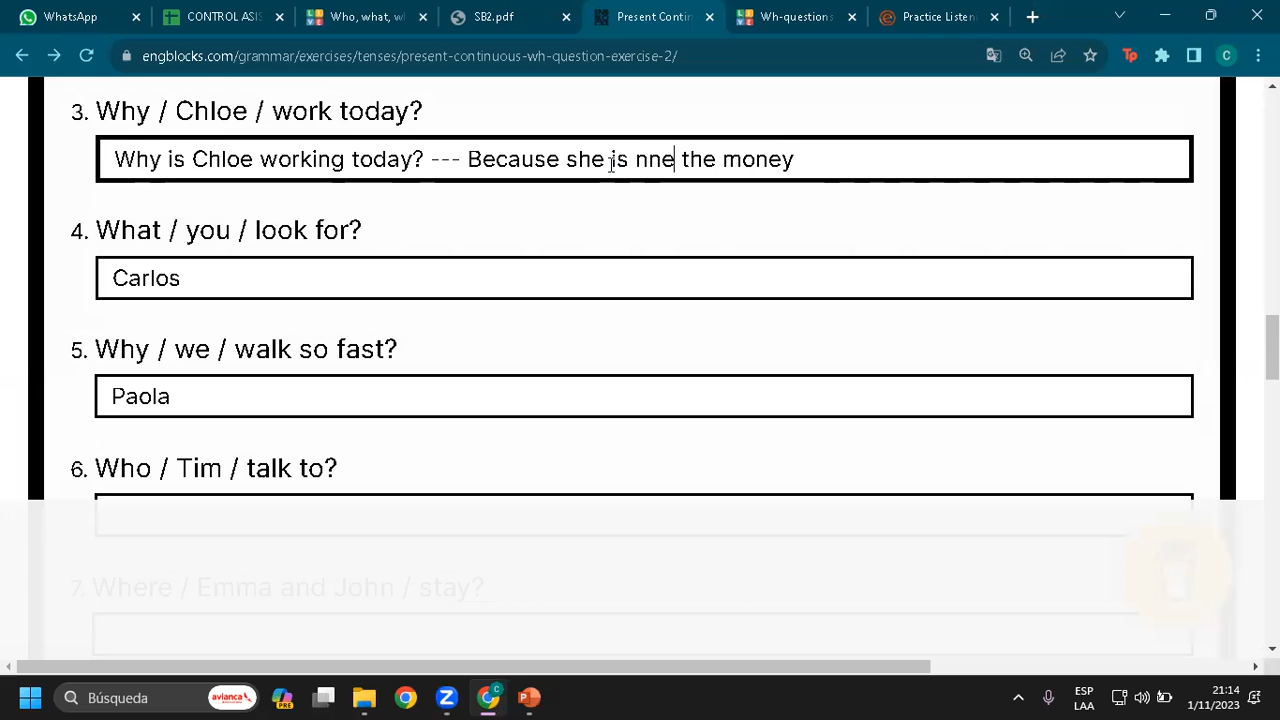 WhatsApp
CONTROL ASIS
Who, what, w
SB2.pdf
Present Contin
Wh-questions
Practice Listeni
engblocks.com/grammar/exercises/tenses/present-continuous-wh-question-exercise-2/
3. Why / Chloe / work today?
Why is Chloe working today? --- Because she is nne the money
4. What / you / look for?
Carlos
5. Why / we / walk so fast?
Paola
6. Who / Tim / talk to?
7. Where / Emma and John / stay?
Búsqueda
avianca
PRE
ESP
LAA
21:14
1/11/2023